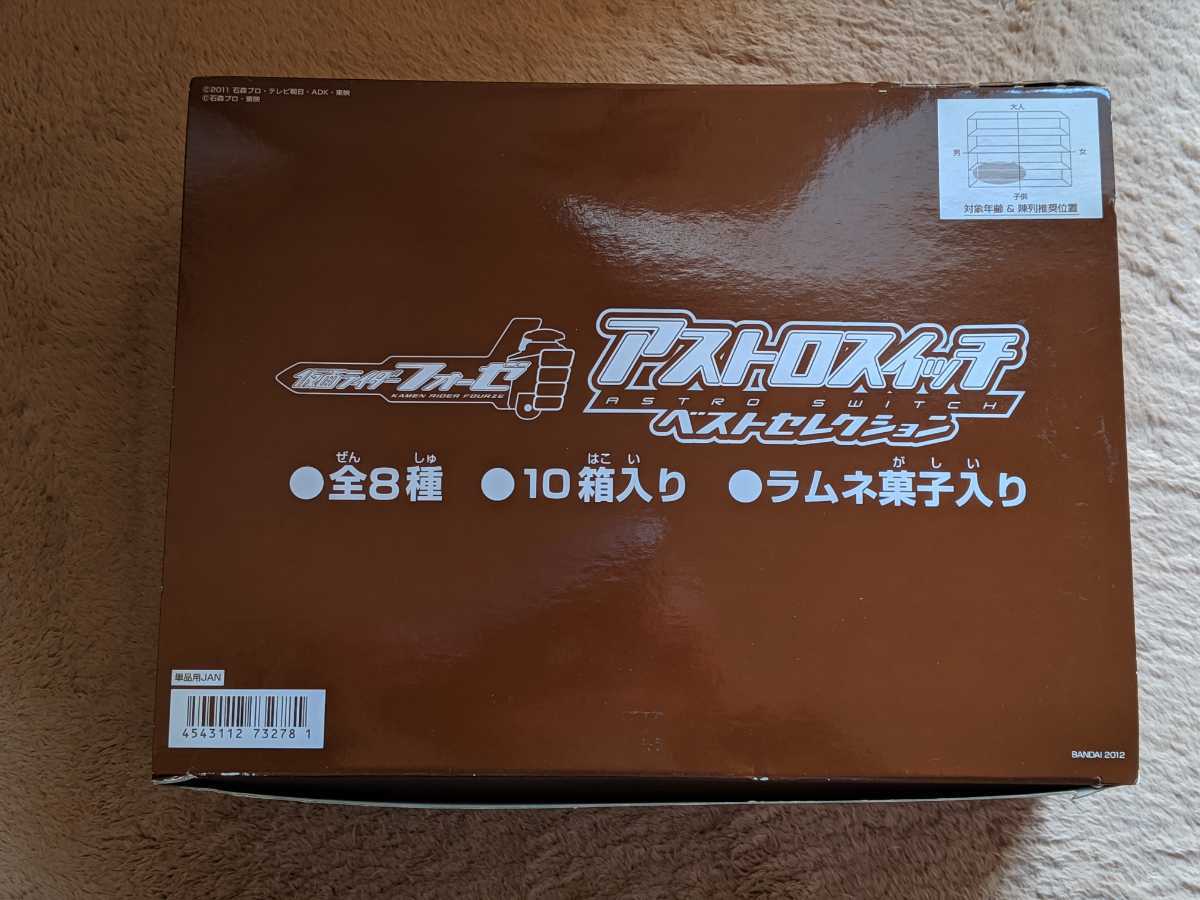 ©2011 石森プロ・テレビ朝日・ADK・東映
©石森プロ・東映
大人
男 女
子供
対象年齢 & 陳列推奨位置
仮面ライダーフォーゼ
KAMEN RIDER FOURZE
アストロスイッチ
ASTRO SWITCH
ベストセレクション
ぜん しゅ はこ い が し い
●全8種 ●10箱入り ●ラムネ菓子入り
単品用JAN
4543112 73278 1
BANDAI 2012